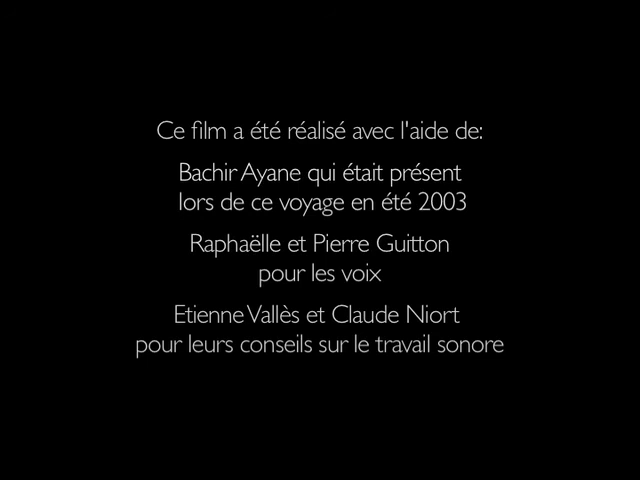 Ce film a été réalisé avec l'aide de:
Bachir Ayane qui était présent
lors de ce voyage en été 2003
Raphaëlle et Pierre Guitton
pour les voix
Etienne Vallès et Claude Niort
pour leurs conseils sur le travail sonore